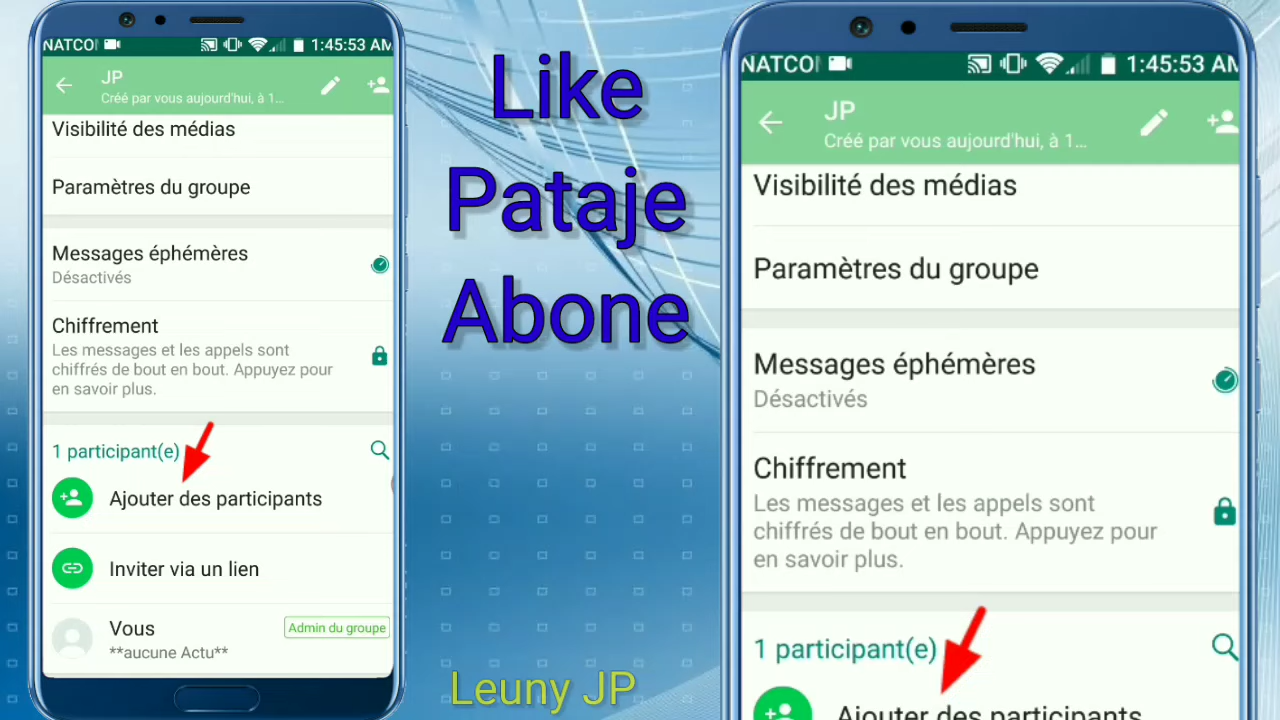 NATCO
1:45:53 AM
JP
Créé par vous aujourd'hui, à 1...
Visibilité des médias
Paramètres du groupe
Messages éphémères
Désactivés
Chiffrement
Les messages et les appels sont
chiffrés de bout en bout. Appuyez pour
en savoir plus.
1 participant(e)
Ajouter des participants
Inviter via un lien
Vous
Admin du groupe
**aucune Actu**
Like
Pataje
Abone
Leuny JP
NATCO
1:45:53 AM
JP
Créé par vous aujourd'hui, à 1...
Visibilité des médias
Paramètres du groupe
Messages éphémères
Désactivés
Chiffrement
Les messages et les appels sont
chiffrés de bout en bout. Appuyez pour
en savoir plus.
1 participant(e)
Ajouter des participants